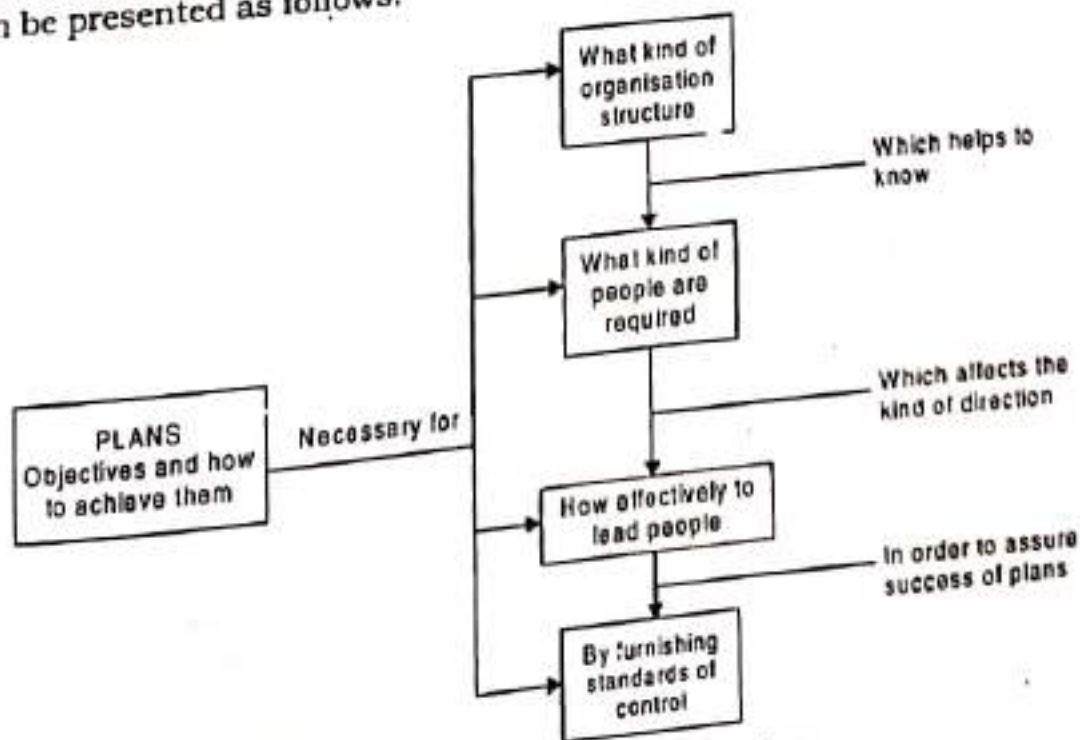 n be presented as follows:
What kind of
organisation
structure
Which helps to
know
What kind of
people are
required
Which affects the
kind of direction
PLANS
Objectives and how
to achieve them
Necessary for
How effectively to
lead people
In order to assure
success of plans
By furnishing
standards of
control